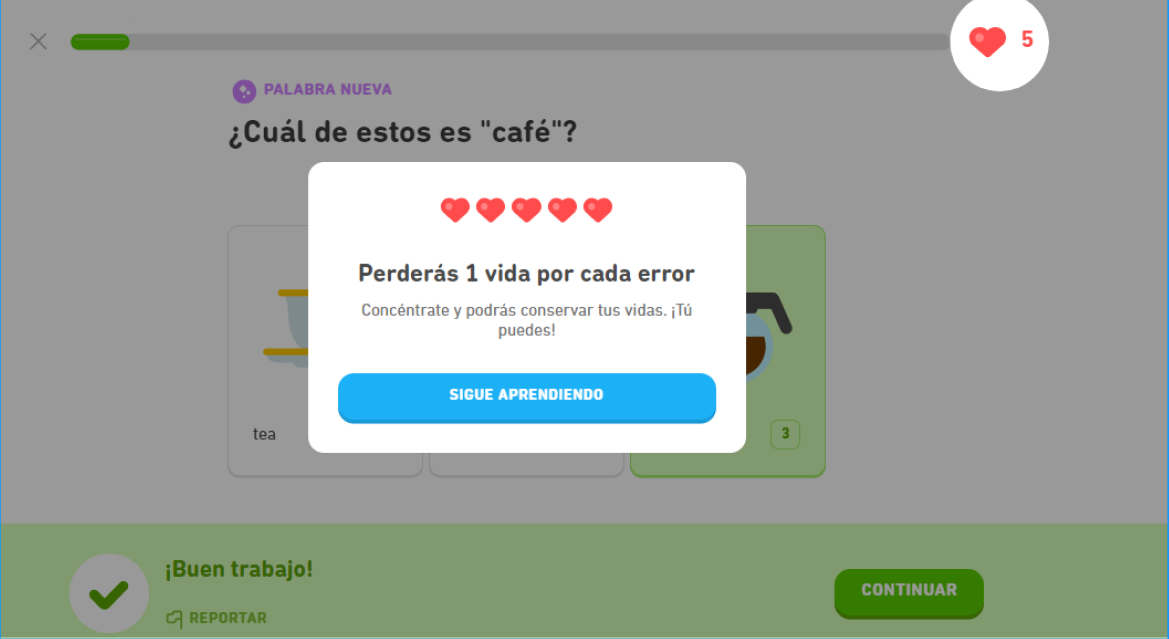 5
PALABRA NUEVA
¿Cuál de estos es "café"?
Perderás 1 vida por cada error
Concéntrate y podrás conservar tus vidas. ¡Tú
puedes!
SIGUE APRENDIENDO
tea
3
¡Buen trabajo!
REPORTAR
CONTINUAR